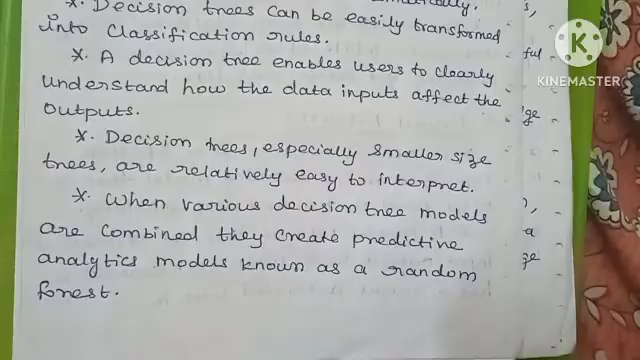 *. Decision trees can be easily transformed
into classification rules.
*. A decision tree enables users to clearly
understand how the data inputs affect the
outputs.
*. Decision trees, especially smaller size
trees, are relatively easy to interpret.
*. When various decision tree models
are combined they create predictive
analytics models known as a random
forest.
KINEMASTER